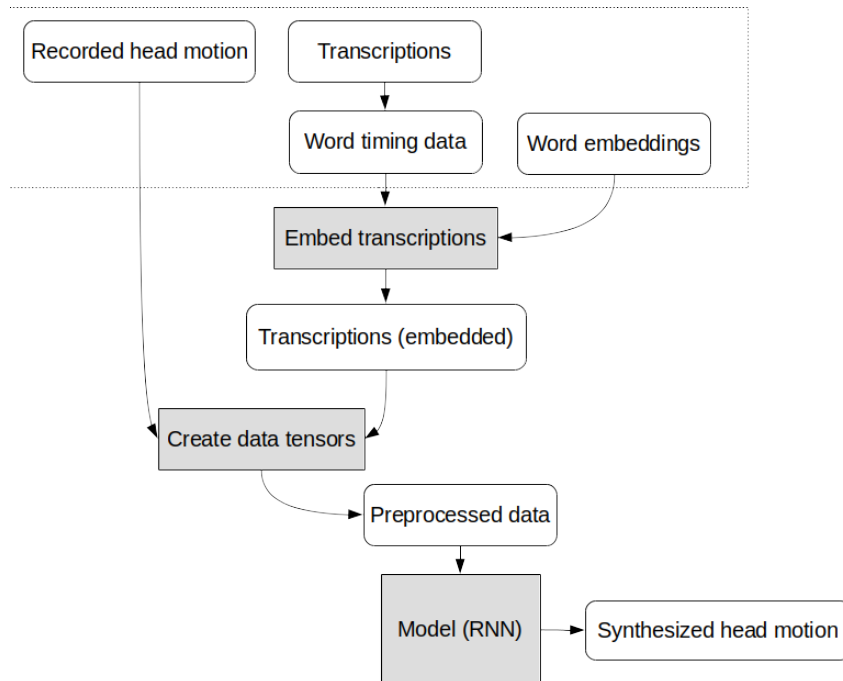 Recorded head motion
Transcriptions
Word timing data
Word embeddings
Embed transcriptions
Transcriptions (embedded)
Create data tensors
Preprocessed data
Model (RNN)
Synthesized head motion